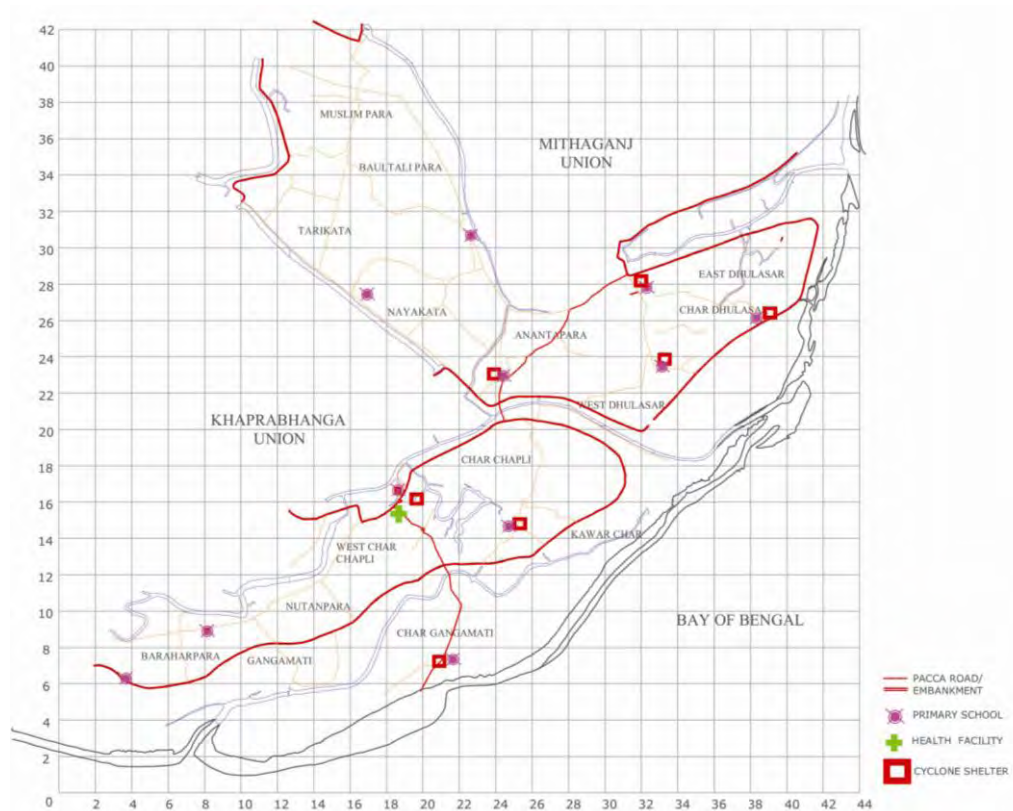 42
40
38
36
34
32
30
28
26
24
22
20
18
16
14
12
10
8
6
4
2
0
2 4 6 8 10 12 14 16 18 20 22 24 26 28 30 32 34 36 38 40 42 44
MUSLIM PARA
MITHAGANJ
UNION
BAULTALI PARA
TARIKATA
EAST DHULASAR
NAYAKATA
CHAR DHULASA
ANANTAPARA
WEST DHULASAR
KHAPRABHANGA
UNION
CHAR CHAPLI
KAWAR CHAR
WEST CHAR
CHAPLI
NUTANPARA
CHAR GANGAMATI
BAY OF BENGAL
BARAHARPARA
GANGAMATI
PACCA ROAD/
EMBANKMENT
PRIMARY SCHOOL
HEALTH FACILITY
CYCLONE SHELTER